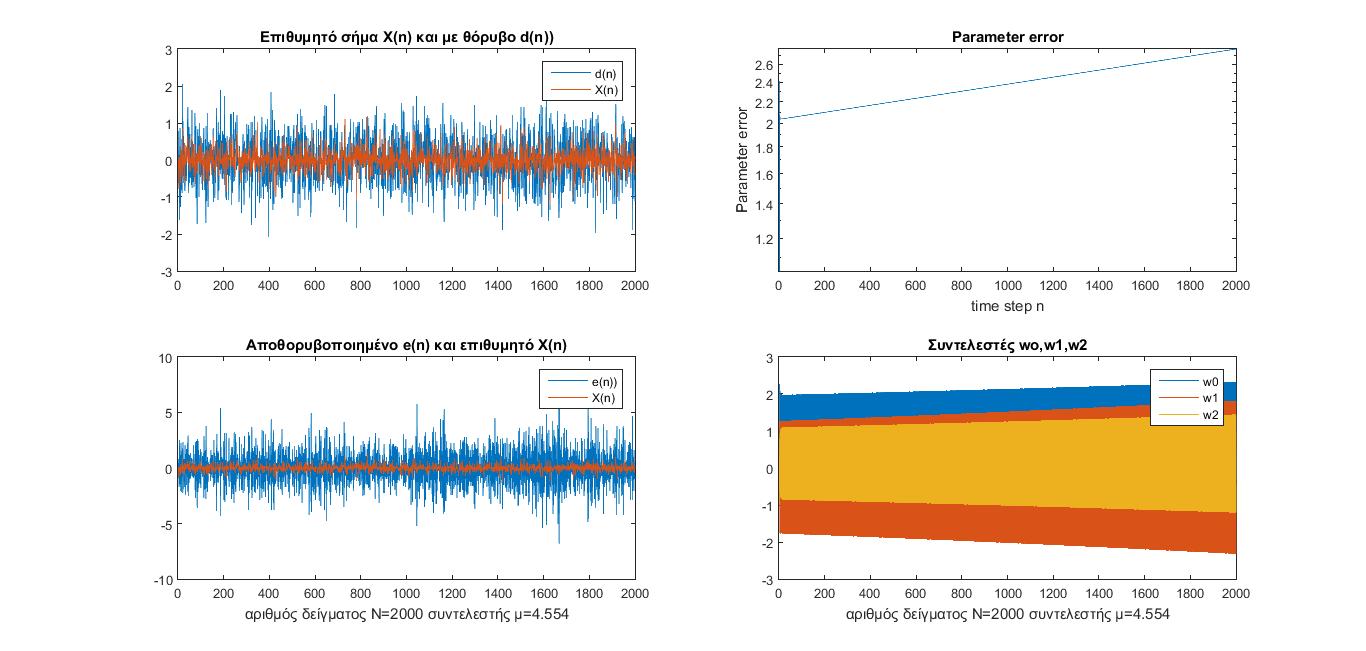 Επιθυμητό σήμα X(n) και με θόρυβο d(n))
3
2
1
0
-1
-2
-3
0 200 400 600 800 1000 1200 1400 1600 1800 2000
d(n)
X(n)
Parameter error
Parameter error
2.6
2.4
2.2
2
1.8
1.6
1.4
1.2
0 200 400 600 800 1000 1200 1400 1600 1800 2000
time step n
Αποθορυβοποιημένο e(n) και επιθυμητό X(n)
10
5
0
-5
-10
0 200 400 600 800 1000 1200 1400 1600 1800 2000
e(n))
X(n)
αριθμός δείγματος N=2000 συντελεστής μ=4.554
Συντελεστές wo,w1,w2
3
2
1
0
-1
-2
-3
0 200 400 600 800 1000 1200 1400 1600 1800 2000
w0
w1
w2
αριθμός δείγματος N=2000 συντελεστής μ=4.554